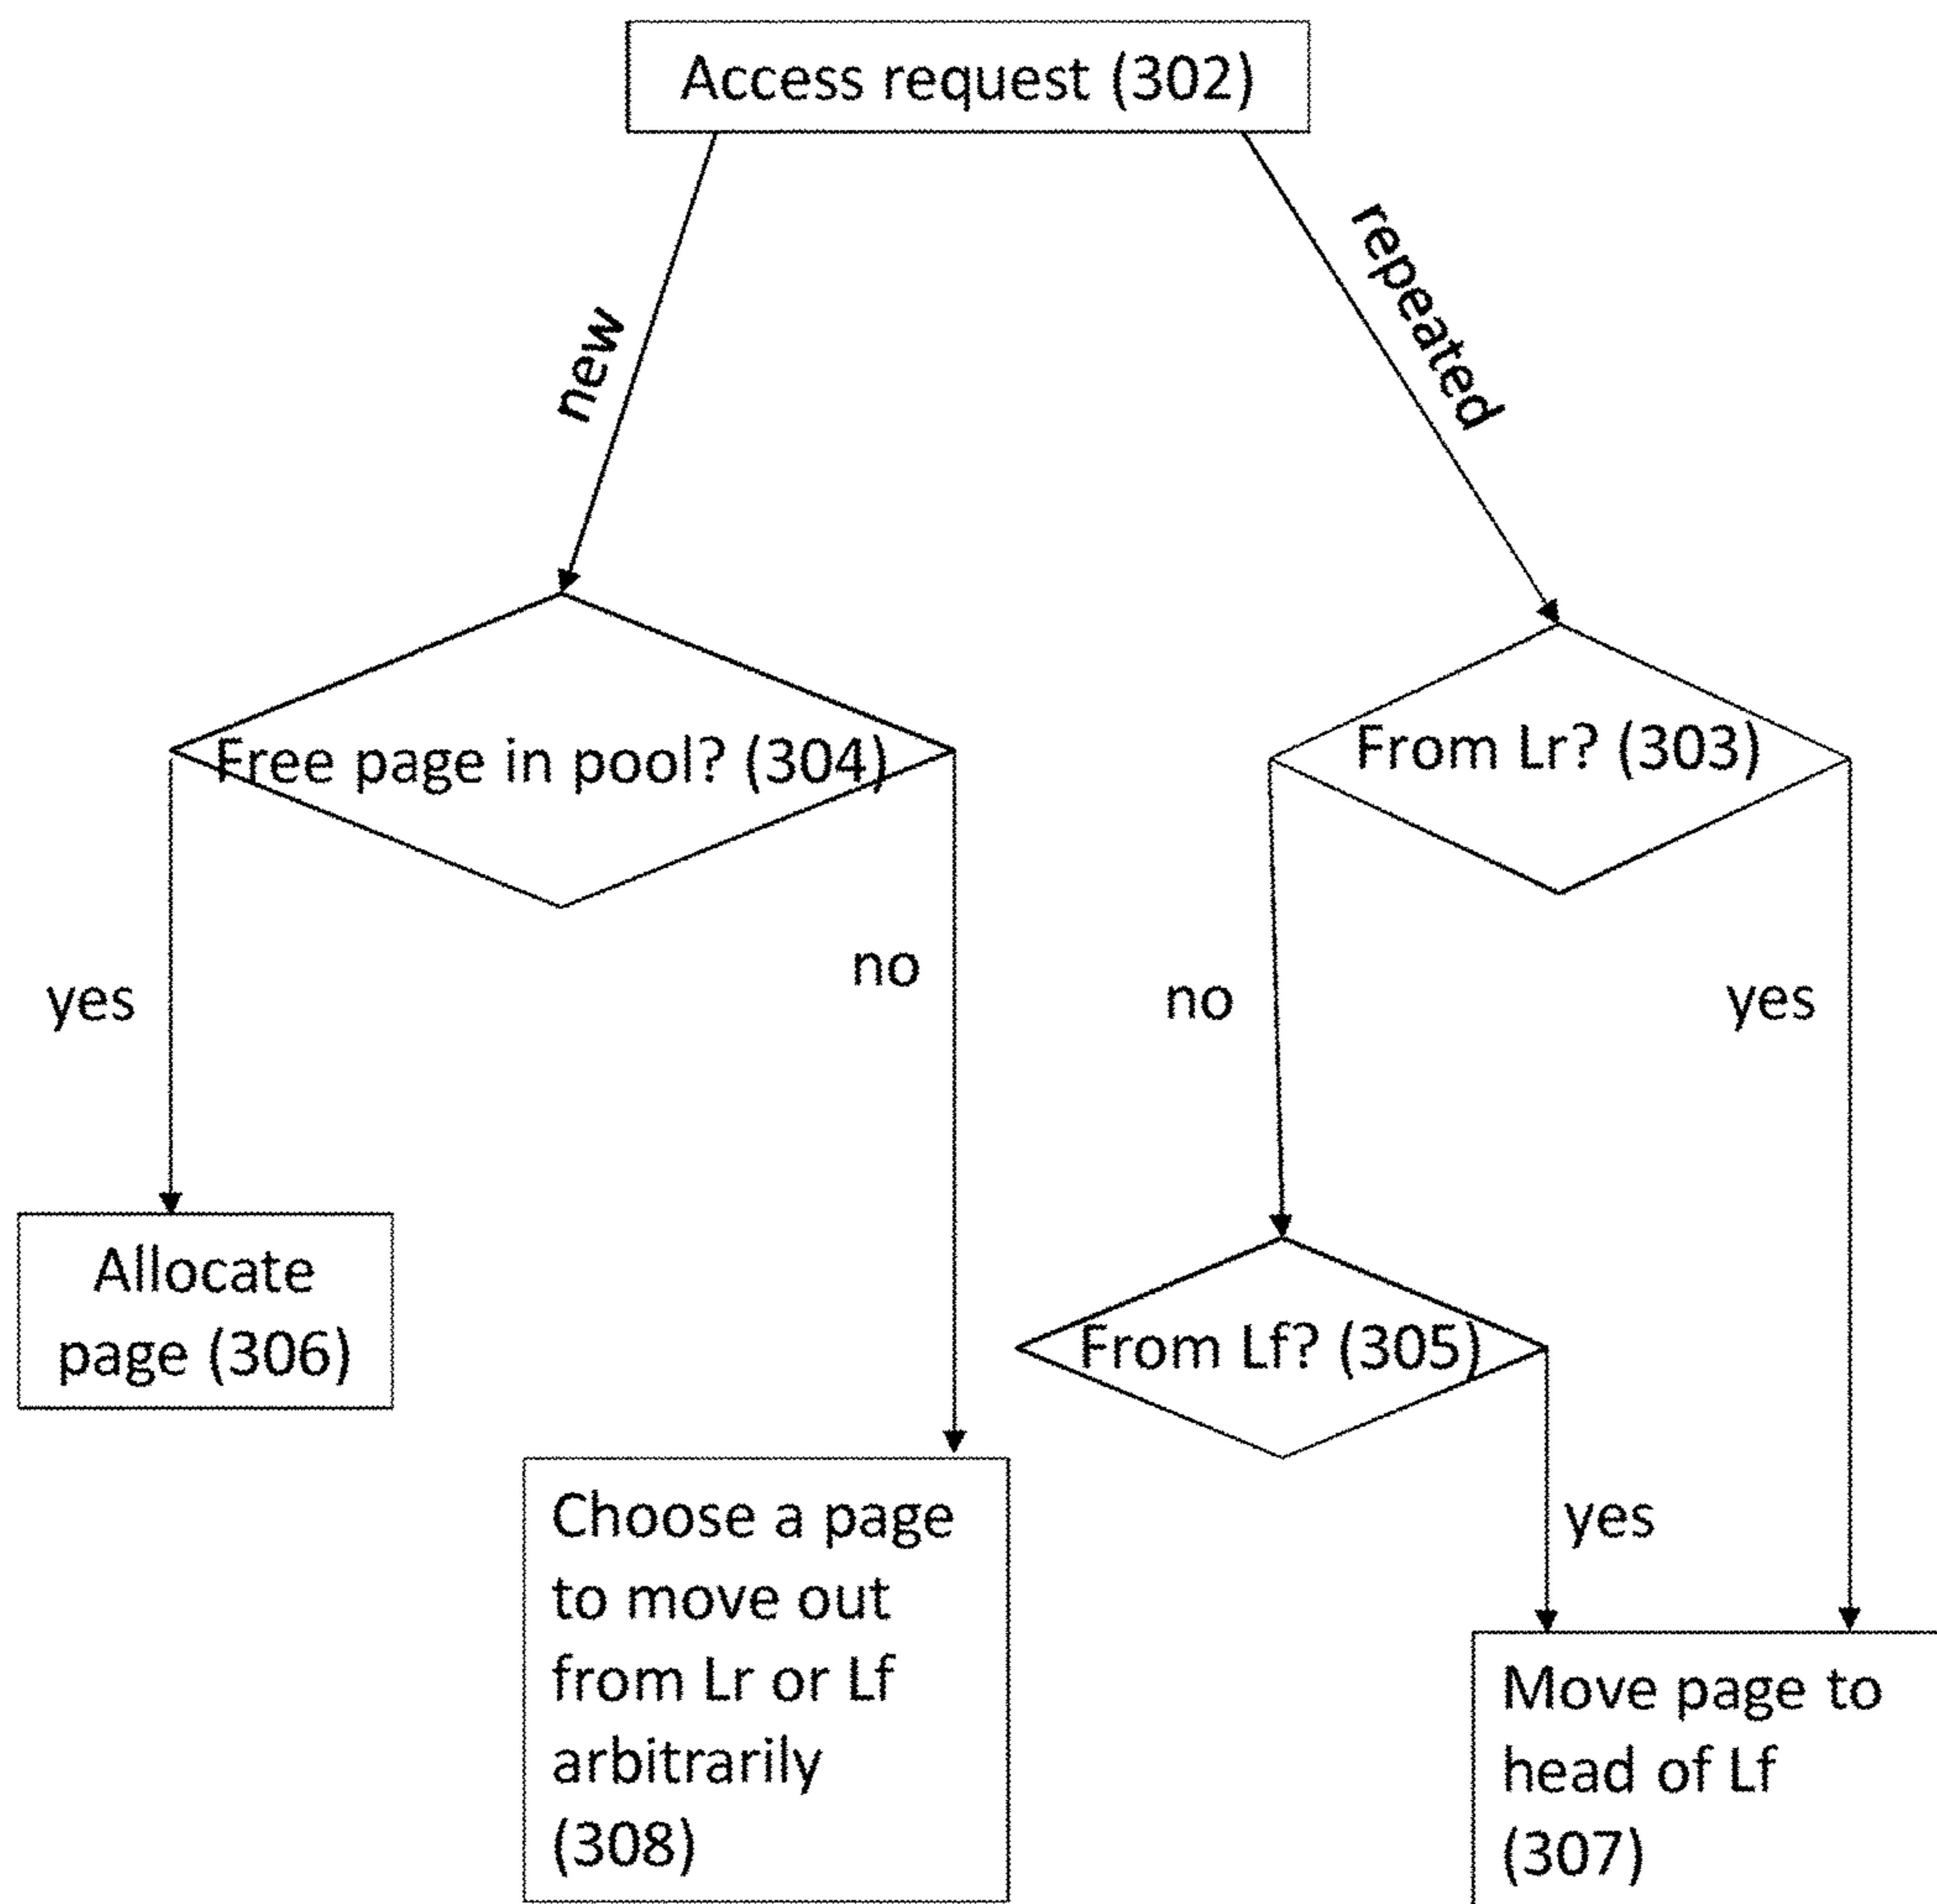 Access request (302)
new
repeated
Free page in pool? (304)
From Lr? (303)
yes
no
no
yes
Allocate
page (306)
From Lf? (305)
Choose a page
to move out
from Lr or Lf
arbitrarily
(308)
yes
Move page to
head of Lf
(307)